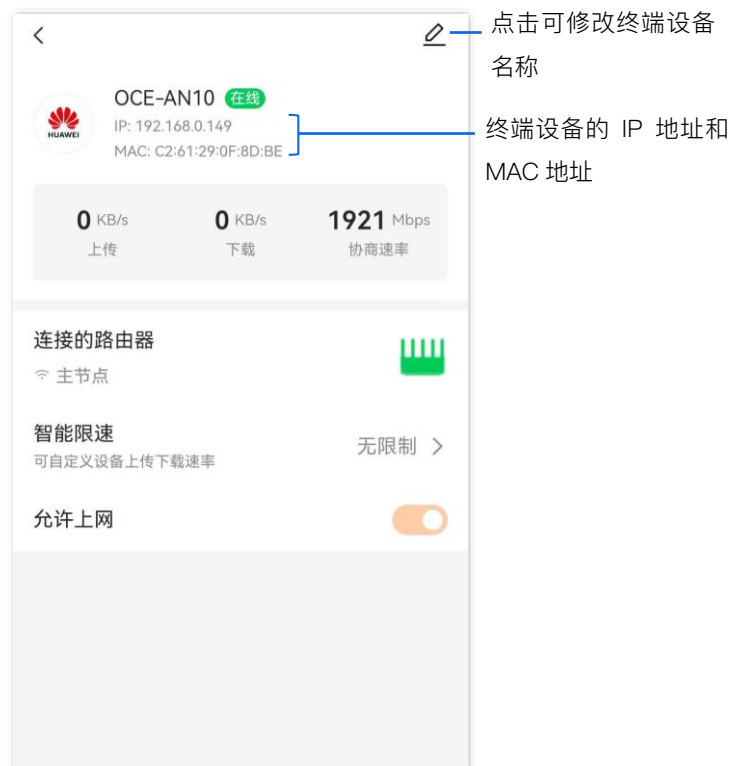 点击可修改终端设备
名称
OCE-AN10 在线
HUAWEI
IP: 192.168.0.149
MAC: C2:61:29:0F:8D:BE
终端设备的 IP 地址和
MAC 地址
0 KB/s 0 KB/s 1921 Mbps
上传 下载 协商速率
连接的路由器
主节点
智能限速
可自定义设备上传下载速率
无限制
允许上网